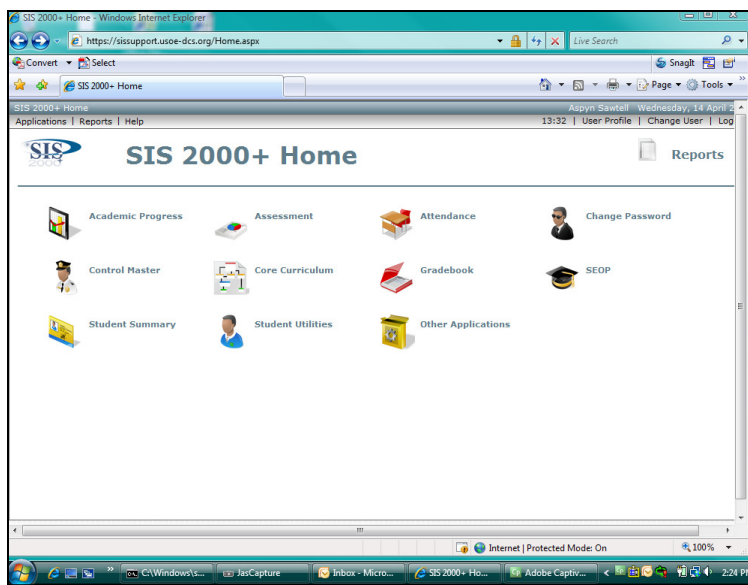 SIS 2000+ Home - Windows Internet Explorer
https://sissupport.usoe-dcs.org/Home.aspx
Live Search
Convert
Select
SnagIt
SIS 2000+ Home
Page
Tools
SIS 2000+ Home
Aspyn Sawtell Wednesday, 14 April 2
Applications | Reports | Help
13:32 | User Profile | Change User | Log
SIS
2000+
SIS 2000+ Home
Reports
Academic Progress
Assessment
Attendance
Change Password
Control Master
Core Curriculum
Gradebook
SEOP
Student Summary
Student Utilities
Other Applications
Internet | Protected Mode: On
100%
C:\Windows\s...
JasCapture
Inbox - Micro...
SIS 2000+ Ho...
Adobe Captiv...
2:24 PM